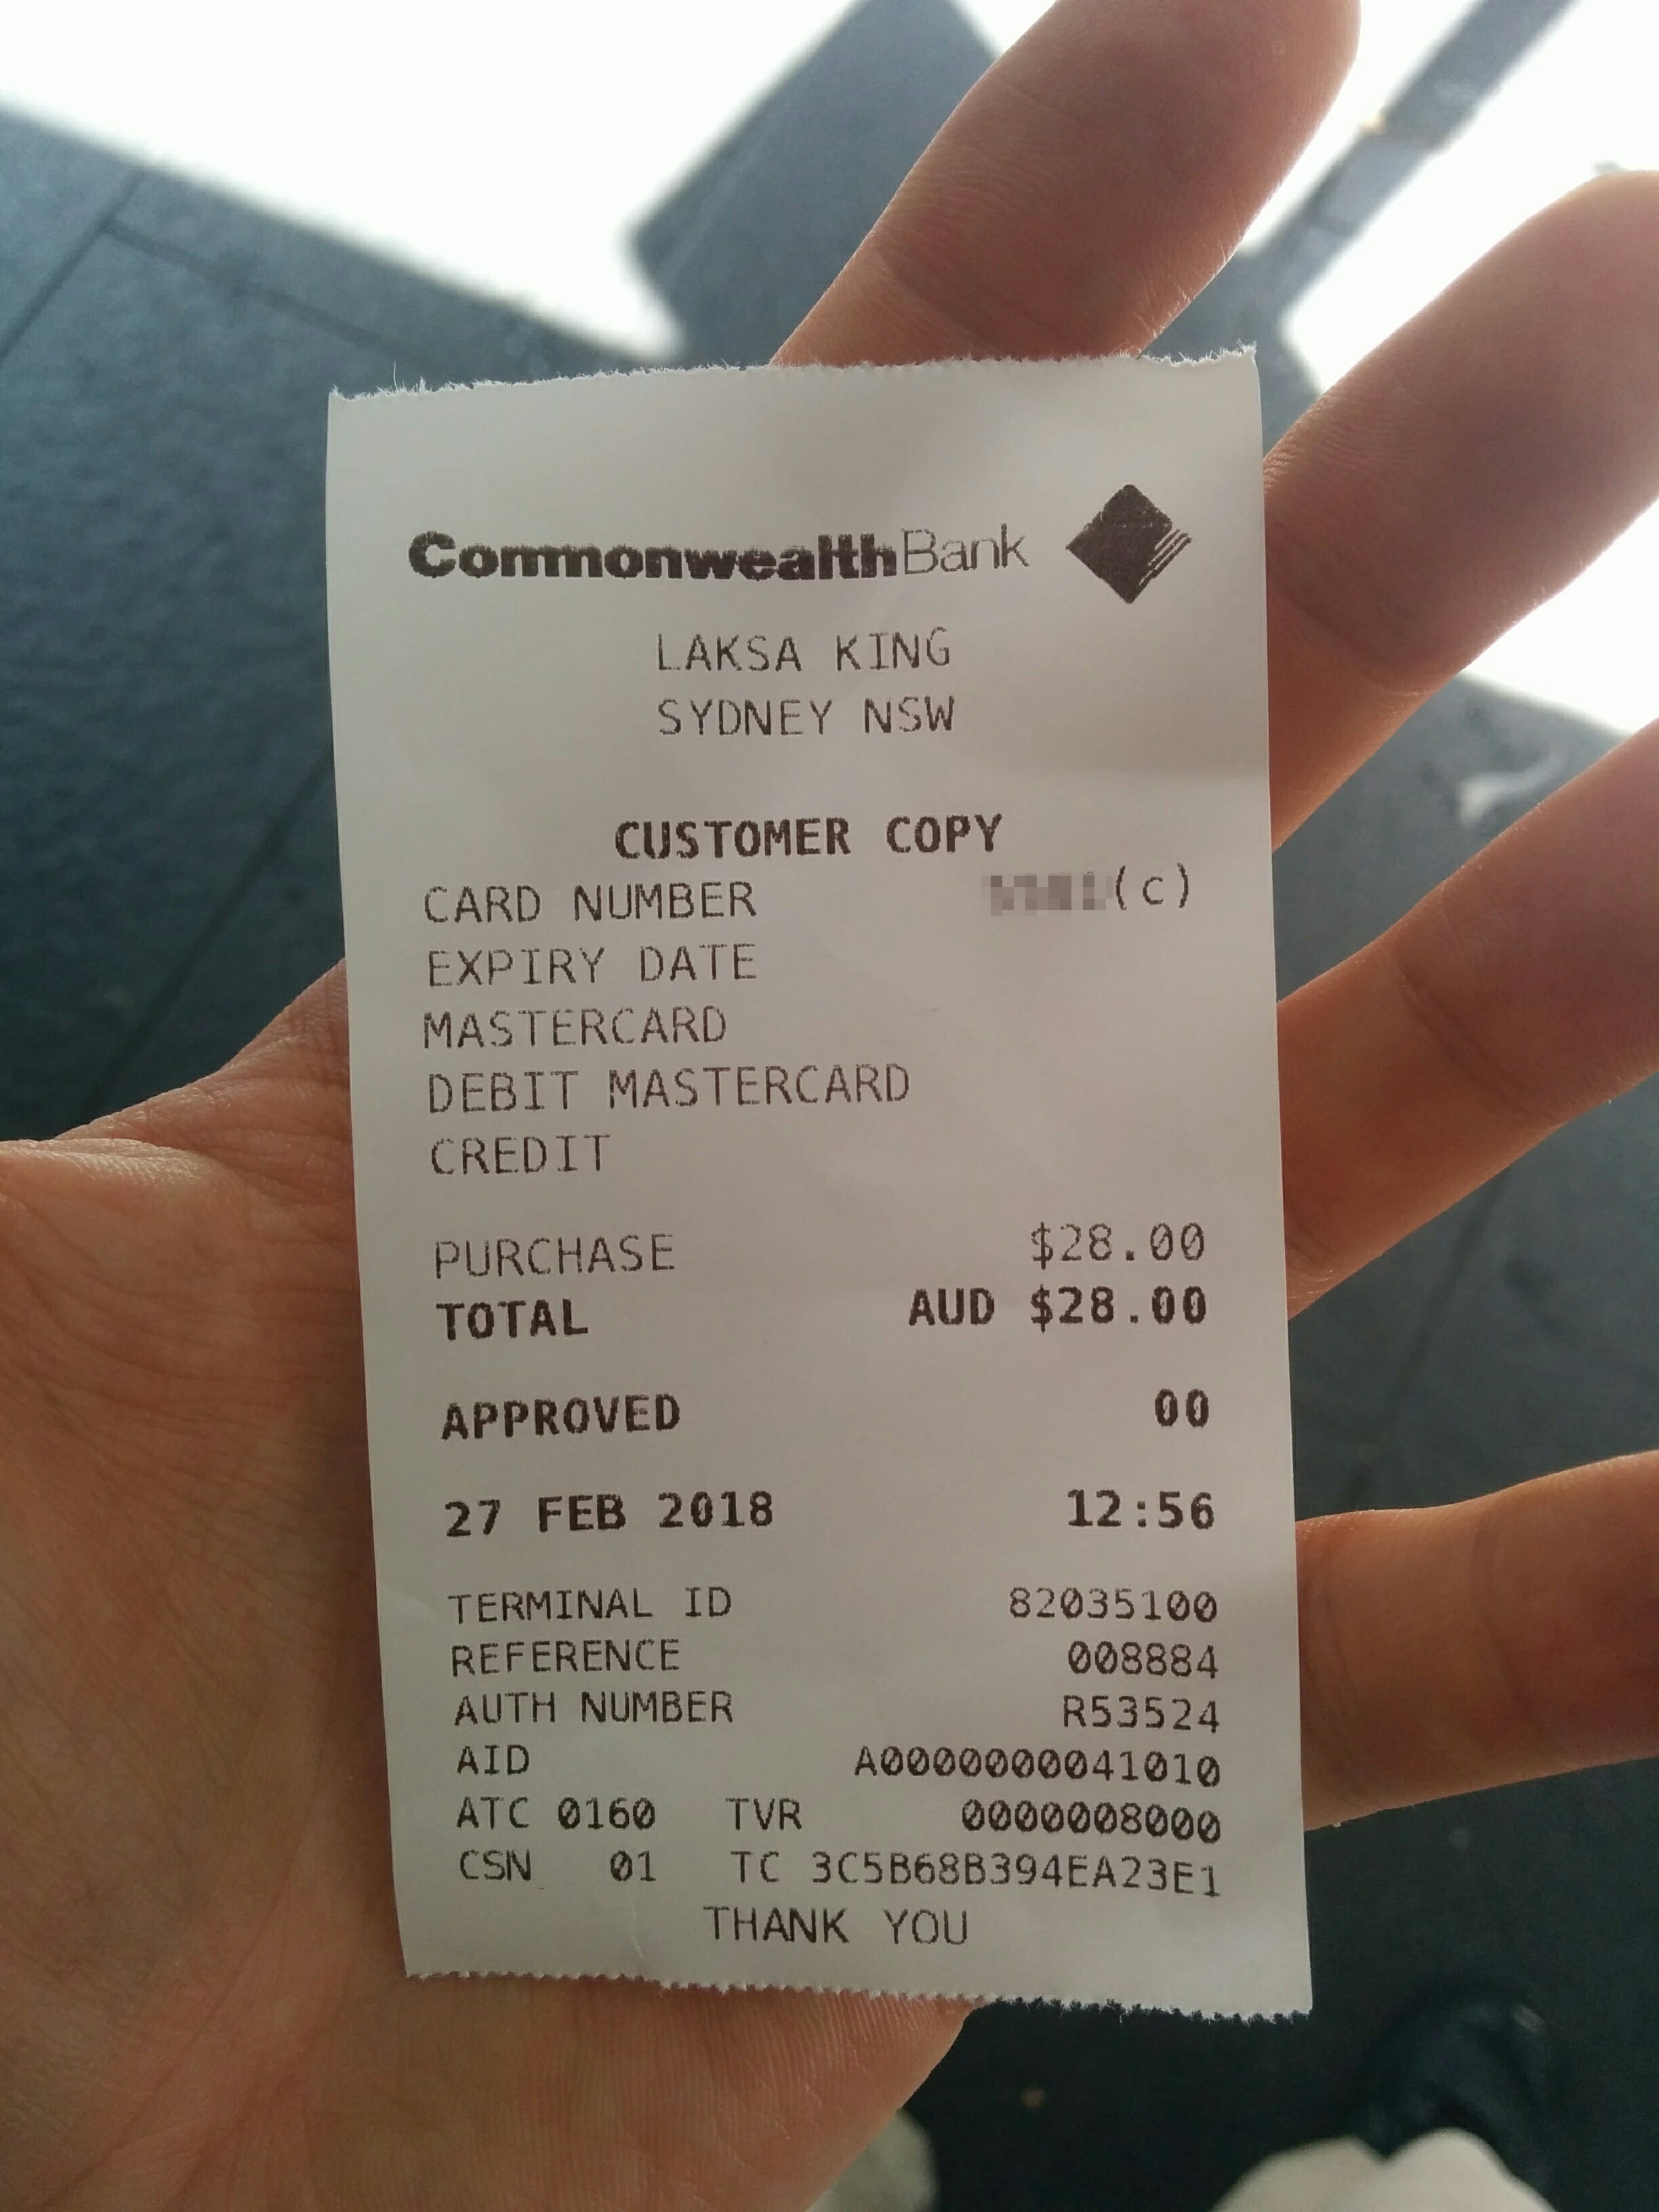 CommonwealthBank
LAKSA KING
SYDNEY NSW
CUSTOMER COPY
CARD NUMBER (c)
EXPIRY DATE
MASTERCARD
DEBIT MASTERCARD
CREDIT
PURCHASE $28.00
TOTAL AUD $28.00
APPROVED 00
27 FEB 2018 12:56
TERMINAL ID 82035100
REFERENCE 008884
AUTH NUMBER R53524
AID A0000000041010
ATC 0160 TVR 0000008000
CSN 01 TC 3C5B68B394EA23E1
THANK YOU